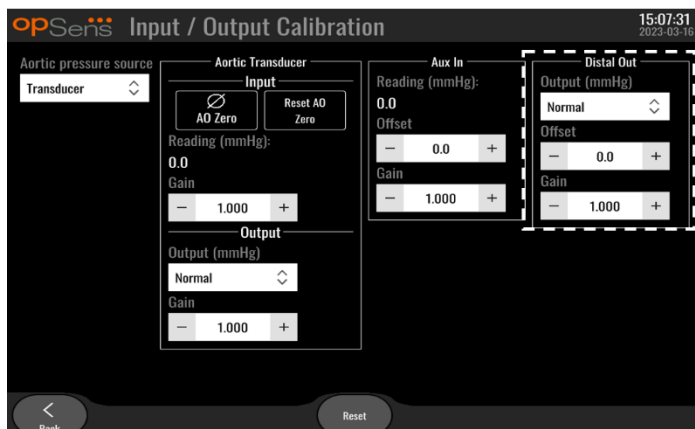 opSens Input / Output Calibration
15:07:31
2023-03-16
Aortic pressure source
Transducer
Aortic Transducer
Input
AO Zero
Reset AO
Zero
Reading (mmHg):
0.0
Gain
− 1.000 +
Output
Output (mmHg)
Normal
Gain
− 1.000 +
Aux In
Reading (mmHg):
0.0
Offset
− 0.0 +
Gain
− 1.000 +
Distal Out
Output (mmHg)
Normal
Offset
− 0.0 +
Gain
− 1.000 +
Back
Reset